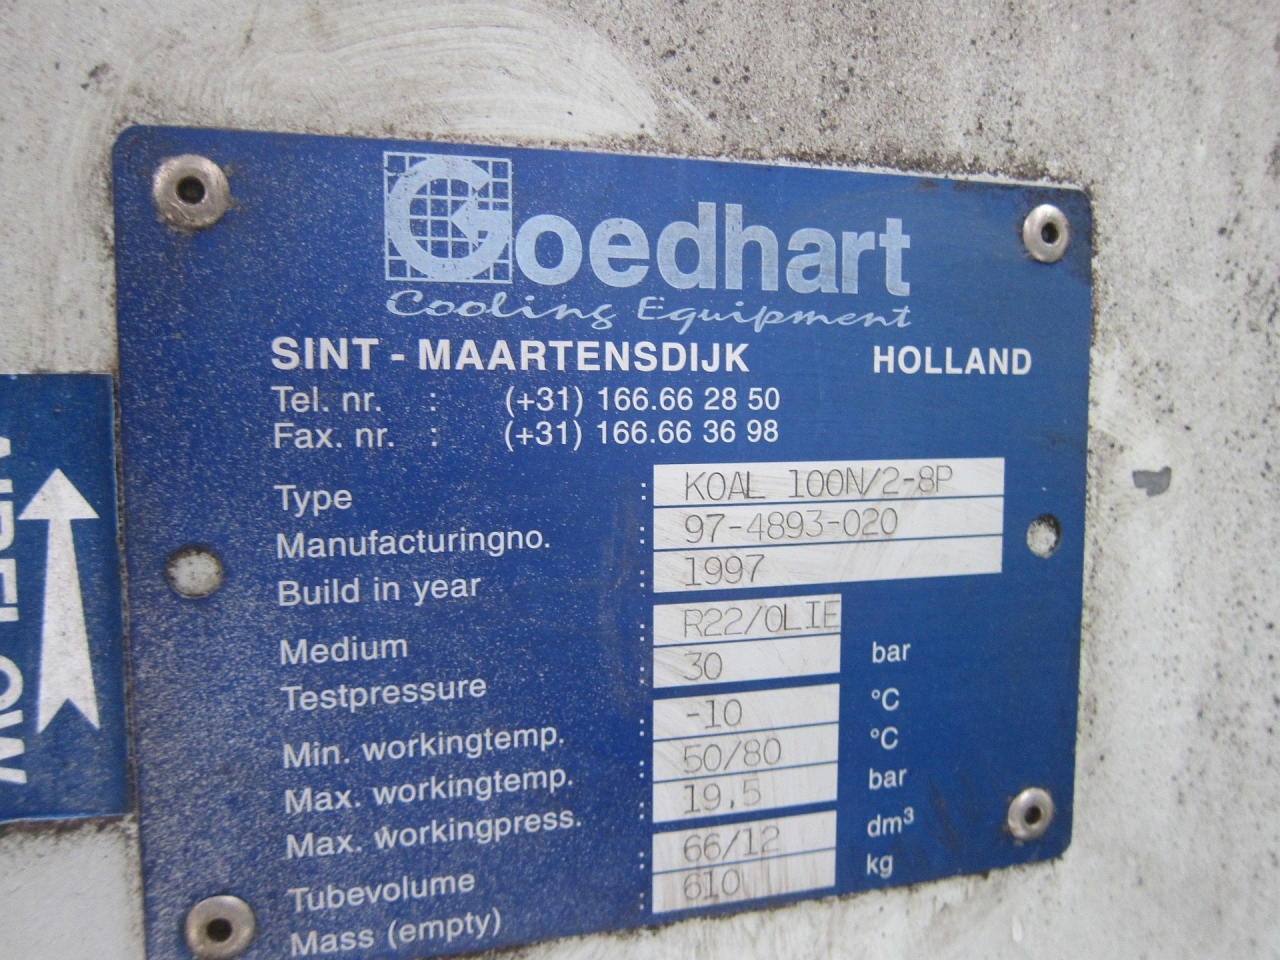 Goedhart
Cooling Equipment
SINT - MAARTENSDIJK HOLLAND
Tel. nr. : (+31) 166.66 28 50
Fax. nr. : (+31) 166.66 36 98
Type : KOAL 100N/2-8P
Manufacturingno. : 97-4893-020
Build in year : 1997
Medium : R22/OLIE
Testpressure : 30 bar
Min. workingtemp. : -10 °C
Max. workingtemp. : 50/80 °C
Max. workingpress. : 19,5 bar
Tubevolume : 66/12 dm³
Mass (empty) : 610 kg
AIRFLOW